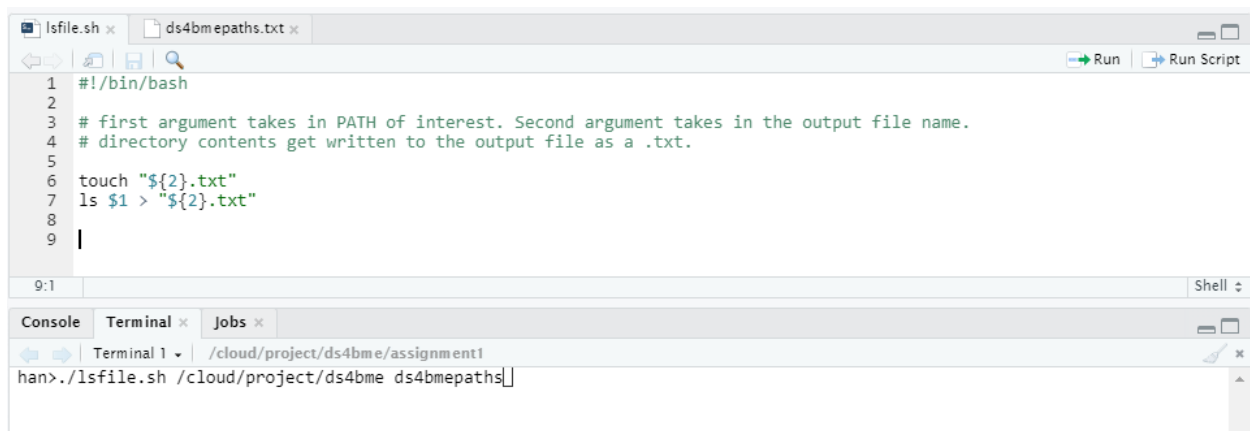 lsfile.sh × ds4bmepaths.txt ×
Run Run Script
1 #!/bin/bash
2
3 # first argument takes in PATH of interest. Second argument takes in the output file name.
4 # directory contents get written to the output file as a .txt.
5
6 touch "${2}.txt"
7 ls $1 > "${2}.txt"
8
9
9:1 Shell
Console Terminal × Jobs ×
Terminal 1 /cloud/project/ds4bme/assignment1
han>./lsfile.sh /cloud/project/ds4bme ds4bmepaths